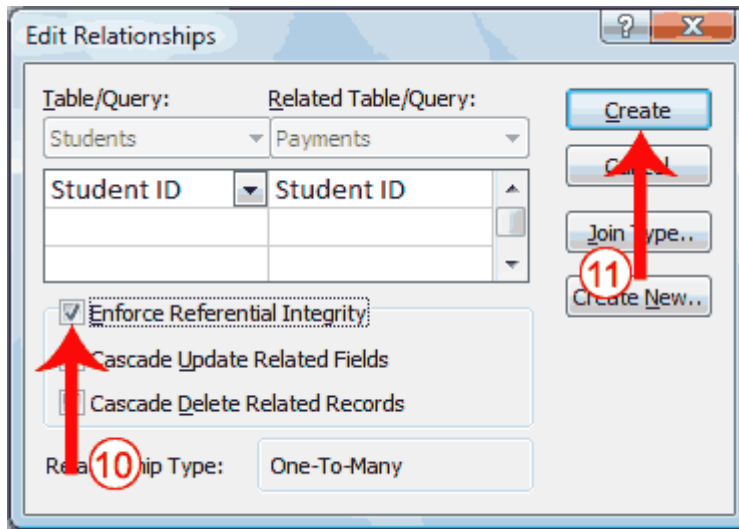 Edit Relationships
?
X
Table/Query: Related Table/Query:
Students Payments
Create
Student ID Student ID
Join Type..
11
Create New..
Enforce Referential Integrity
Cascade Update Related Fields
Cascade Delete Related Records
10
Type: One-To-Many